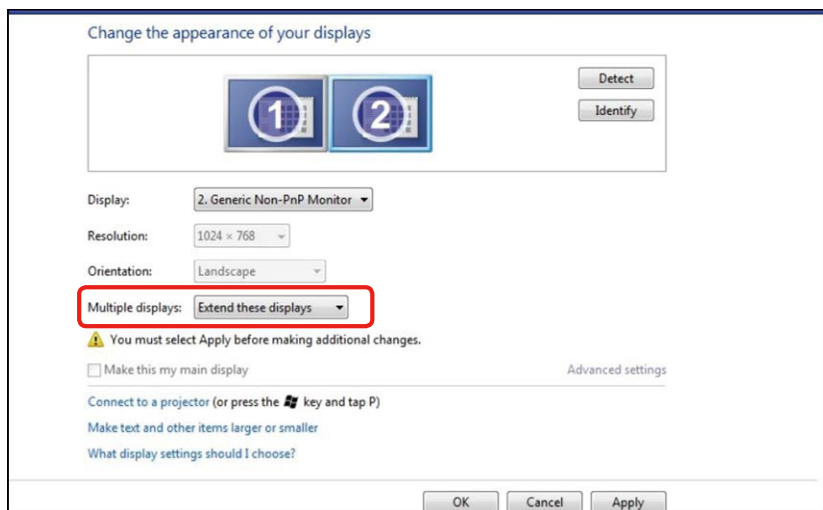 Change the appearance of your displays
1 2
Detect
Identify
Display: 2. Generic Non-PnP Monitor
Resolution: 1024 × 768
Orientation: Landscape
Multiple displays: Extend these displays
You must select Apply before making additional changes.
Make this my main display Advanced settings
Connect to a projector (or press the key and tap P)
Make text and other items larger or smaller
What display settings should I choose?
OK Cancel Apply